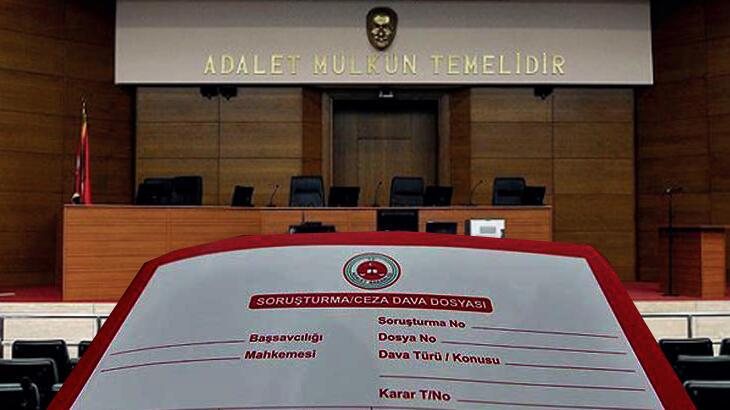 ADALET MÜLKÜN TEMELİDİR
SORUŞTURMA/CEZA DAVA DOSYASI
Başsavcılığı
Mahkemesi
Soruşturma No
Dosya No
Dava Türü / Konusu
Karar T/No